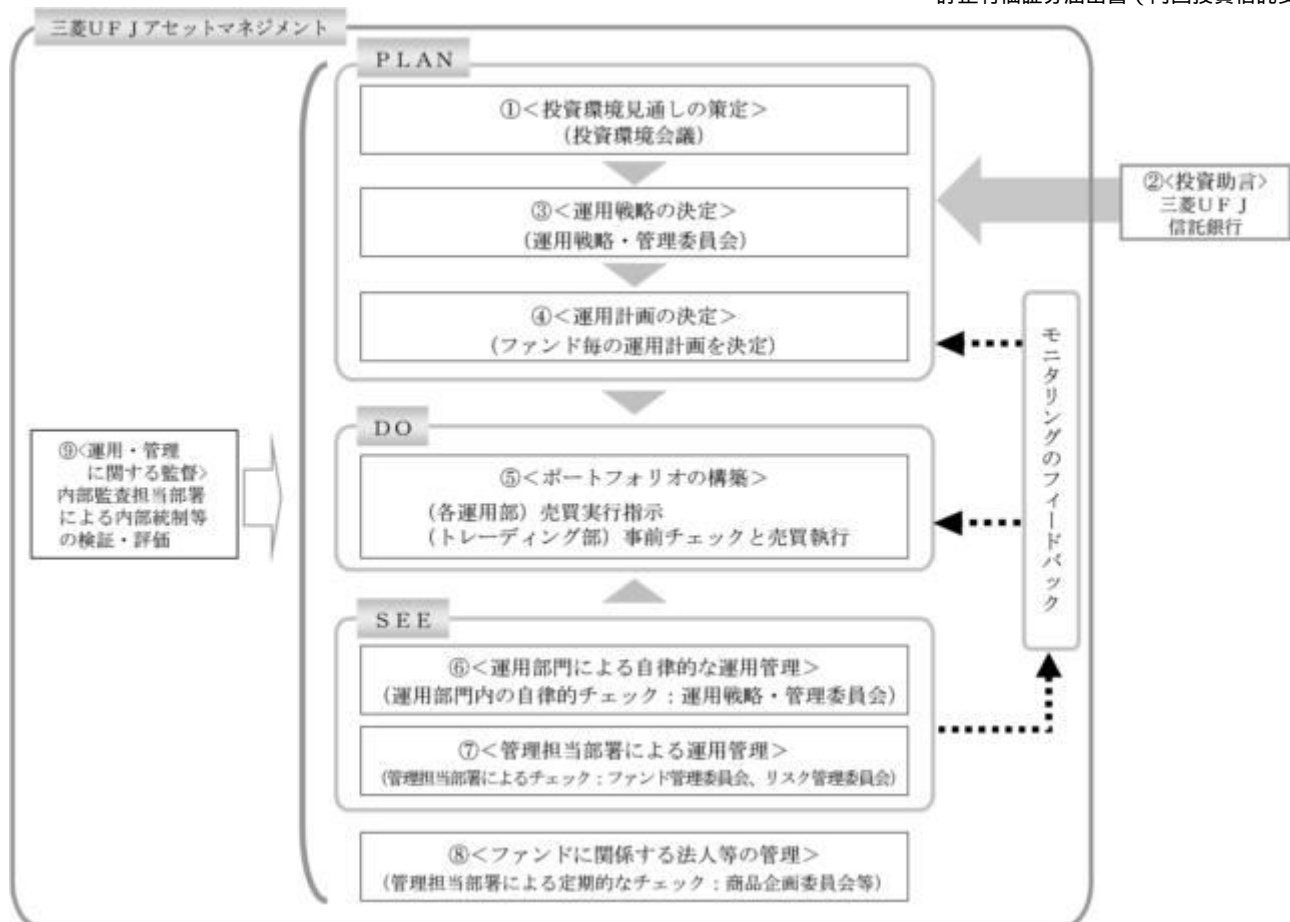 三菱UFJアセットマネジメント
PLAN
①<投資環境見通しの策定>
(投資環境会議)
②<投資助言>
三菱UFJ
信託銀行
③<運用戦略の決定>
(運用戦略・管理委員会)
④<運用計画の決定>
(ファンド毎の運用計画を決定)
モニタリングのフィードバック
DO
⑤<ポートフォリオの構築>
(各運用部)売買実行指示
(トレーディング部)事前チェックと売買執行
⑨<運用・管理
に関する監督>
内部監査担当部署
による内部統制等
の検証・評価
SEE
⑥<運用部門による自律的な運用管理>
(運用部門内の自律的チェック:運用戦略・管理委員会)
⑦<管理担当部署による運用管理>
(管理担当部署によるチェック:ファンド管理委員会、リスク管理委員会)
⑧<ファンドに関係する法人等の管理>
(管理担当部署による定期的なチェック:商品企画委員会等)